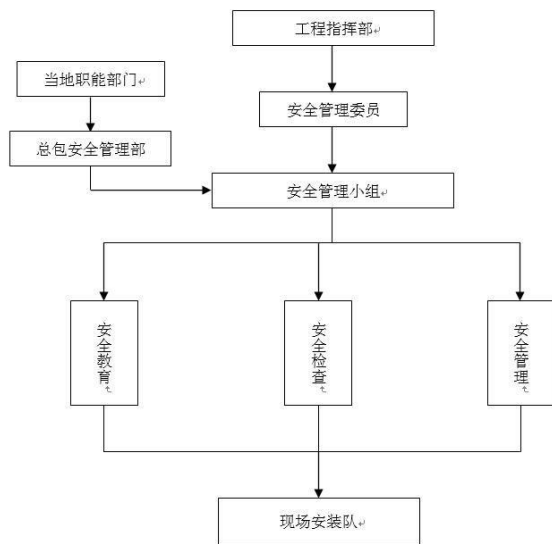 工程指挥部
当地职能部门
安全管理委员
总包安全管理部
安全管理小组
安全教育
安全检查
安全管理
现场安装队